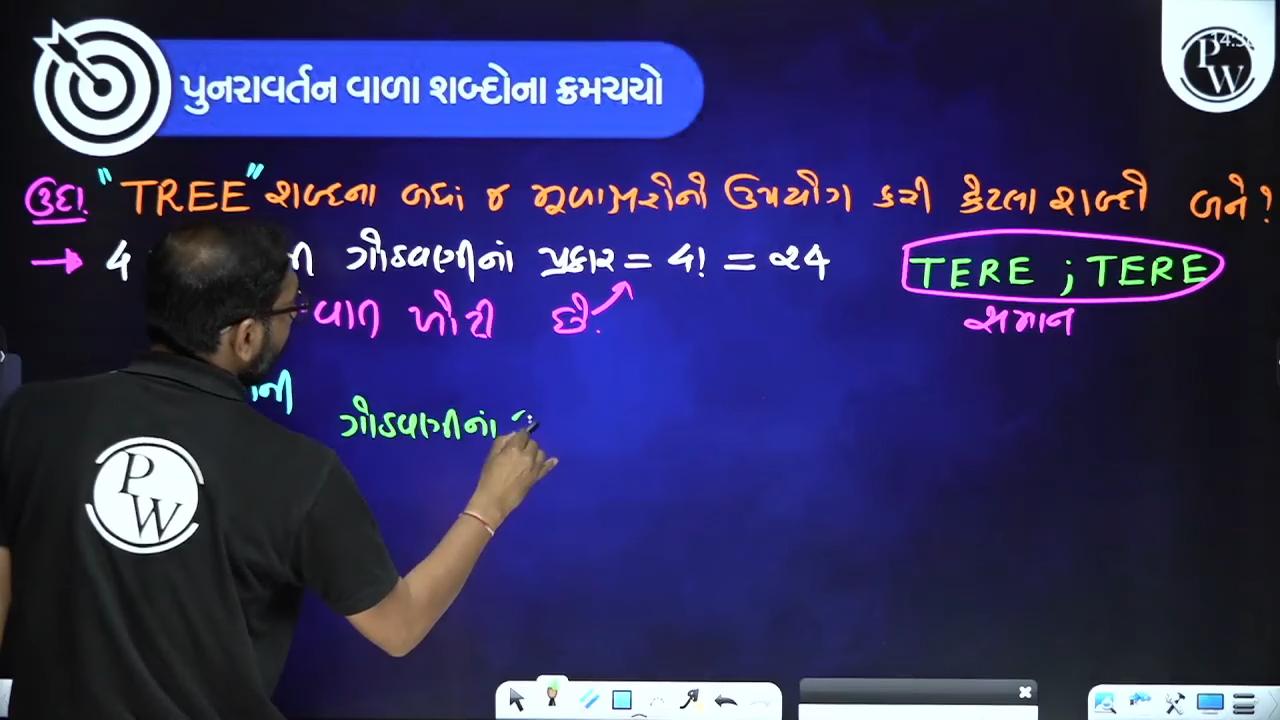 પુનરાવર્તન વાળા શબ્દોના ક્રમચયો
PW
ઉદા. "TREE" શબ્દના બધાં જ મૂળાક્ષરોનો ઉપયોગ કરી કેટલા શબ્દો બને?
→ 4 ગોઠવણીનાં પ્રકાર = 4! = ૨૪
TERE ; TERE
વાત ખોટી છે.
સમાન
ગોઠવણીનાં
PW